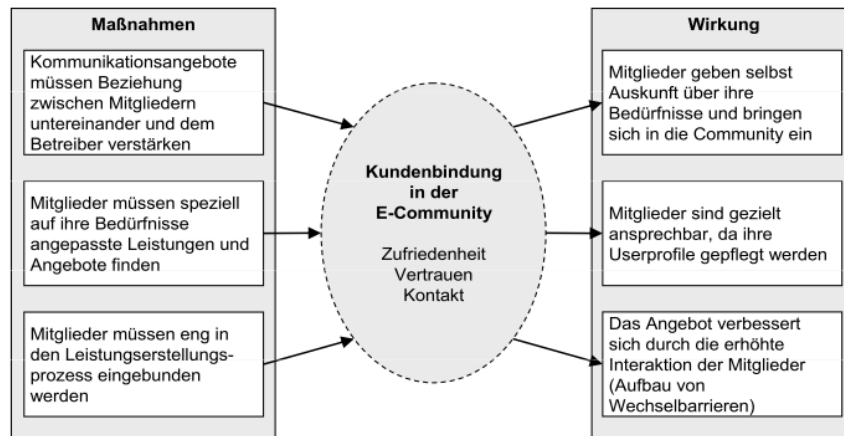 Maßnahmen
Kommunikationsangebote
müssen Beziehung
zwischen Mitgliedern
untereinander und dem
Betreiber verstärken
Mitglieder müssen speziell
auf ihre Bedürfnisse
angepasste Leistungen und
Angebote finden
Mitglieder müssen eng in
den Leistungserstellungs-
prozess eingebunden
werden
Kundenbindung
in der
E-Community
Zufriedenheit
Vertrauen
Kontakt
Wirkung
Mitglieder geben selbst
Auskunft über ihre
Bedürfnisse und bringen
sich in die Community ein
Mitglieder sind gezielt
ansprechbar, da ihre
Userprofile gepflegt werden
Das Angebot verbessert
sich durch die erhöhte
Interaktion der Mitglieder
(Aufbau von
Wechselbarrieren)